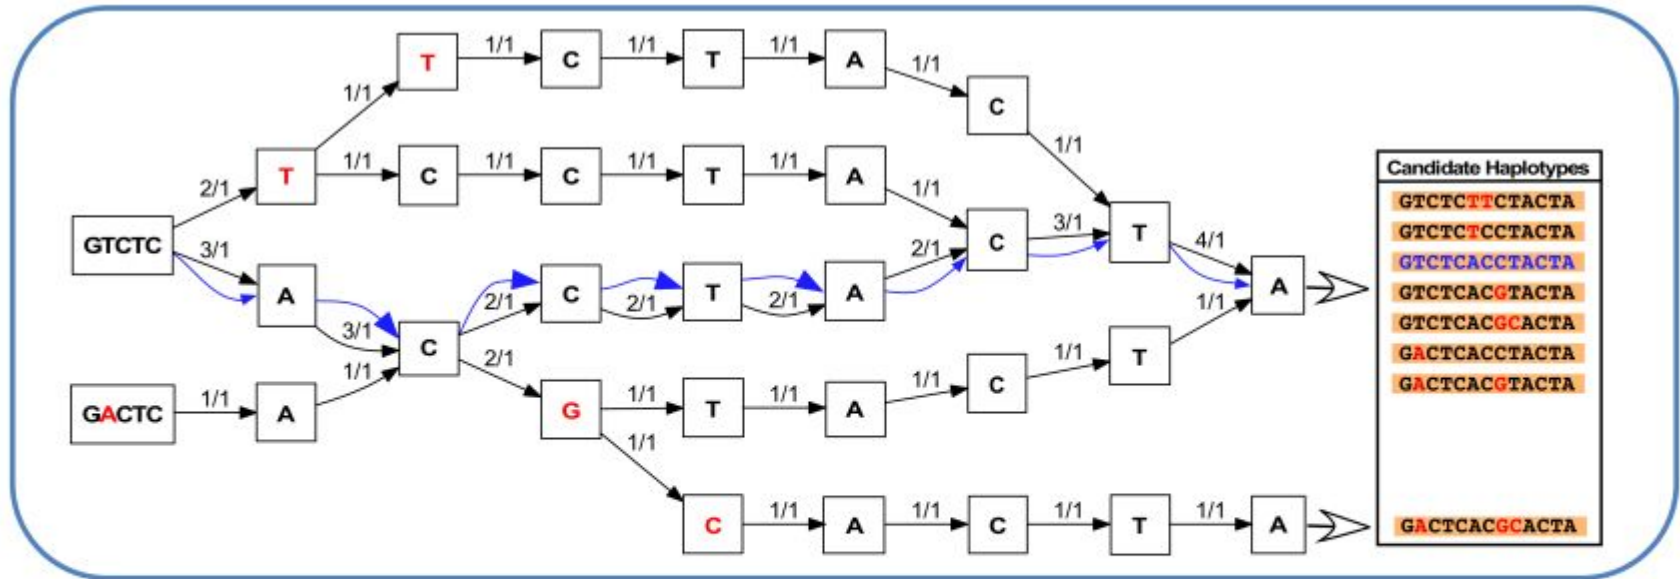 T 1/1 C 1/1 T 1/1 A 1/1 C 1/1
1/1
2/1 T 1/1 C 1/1 C 1/1 T 1/1 A 1/1
GTCTC 3/1 A 3/1 C 2/1 C 2/1 T 2/1 A 2/1 C 3/1 T 4/1 A
GACTC 1/1 A 1/1
2/1 G 1/1 T 1/1 A 1/1 C 1/1 T 1/1
1/1 C 1/1 A 1/1 C 1/1 T 1/1 A
Candidate Haplotypes
GTCTCTTCTACTA
GTCTCTCCTACTA
GTCTCACCTACTA
GTCTCACGTACTA
GTCTCACGCACTA
GACTCACCTACTA
GACTCACGTACTA
GACTCACGCACTA